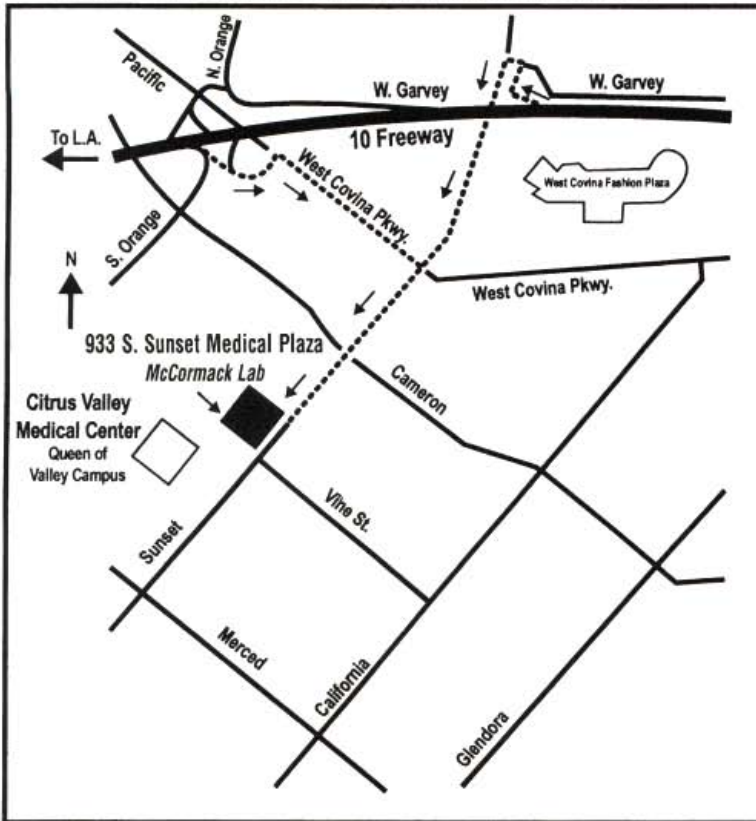 N. Orange
Pacific
W. Garvey
W. Garvey
To L.A.
10 Freeway
West Covina Fashion Plaza
West Covina Pkwy.
S. Orange
N
West Covina Pkwy.
933 S. Sunset Medical Plaza
McCormack Lab
Cameron
Citrus Valley
Medical Center
Queen of
Valley Campus
Vine St.
Sunset
Merced
California
Glendora